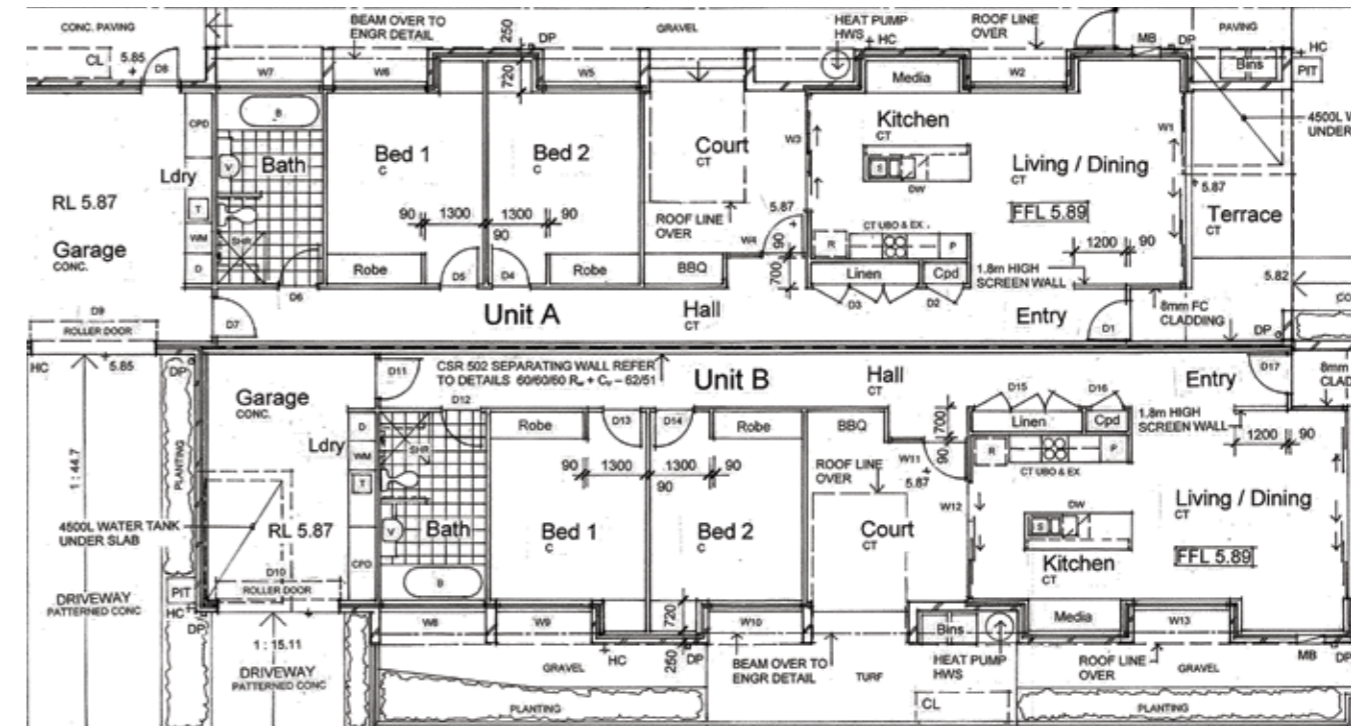 CONC. PAVING
BEAM OVER TO
ENGR DETAIL
250
DP
GRAVEL
HEAT PUMP
HWS
HC
ROOF LINE
OVER
MB
DP
PAVING
HC
CL
5.85
D8
W7
W6
720
W5
Media
W2
Bins
PIT
CPD
B
Bed 1
C
Bed 2
C
Court
CT
W3
Kitchen
CT
W1
4500L W
UNDER
V
Bath
Ldry
S
DW
Living / Dining
CT
RL 5.87
T
90
1300
1300
90
ROOF LINE
OVER
5.87
FFL 5.89
5.87
Terrace
CT
Garage
CONC.
WM
SHR
90
W4
90
CT UBO & EX
R
P
1200
90
D
Robe
D5
D4
Robe
BBQ
700
Linen
Cpd
1.8m HIGH
SCREEN WALL
5.82
D6
D3
D2
D9
ROLLER DOOR
D7
Unit A
Hall
CT
Entry
D1
8mm FC
CLADDING
DP
CO
HC
5.85
DP
D11
CSR 502 SEPARATING WALL REFER
TO DETAILS 60/60/60 Rw + Cv – 62/51
Unit B
Hall
CT
Entry
D17
8mm
CLAD
Garage
CONC.
D12
D15
D16
Ldry
D
Robe
D13
D14
Robe
BBQ
700
Linen
Cpd
1.8m HIGH
SCREEN WALL
1200
90
WM
SHR
90
1300
1300
90
90
ROOF LINE
OVER
W11
5.87
90
R
P
CT UBO & EX
1 : 44.7
PLANTING
T
W12
4500L WATER TANK
UNDER SLAB
RL 5.87
V
Bath
Bed 1
C
Bed 2
C
Court
CT
DW
S
Living / Dining
CT
D10
CPD
Kitchen
CT
FFL 5.89
DRIVEWAY
PATTERNED CONC
PIT
HC
DP
ROLLER DOOR
B
W8
W9
720
W10
Bins
Media
W13
1 : 15.11
DRIVEWAY
PATTERNED CONC
GRAVEL
HC
250
DP
BEAM OVER TO
ENGR DETAIL
TURF
HEAT PUMP
HWS
ROOF LINE
OVER
GRAVEL
MB
DP
PLANTING
CL
PLANTING